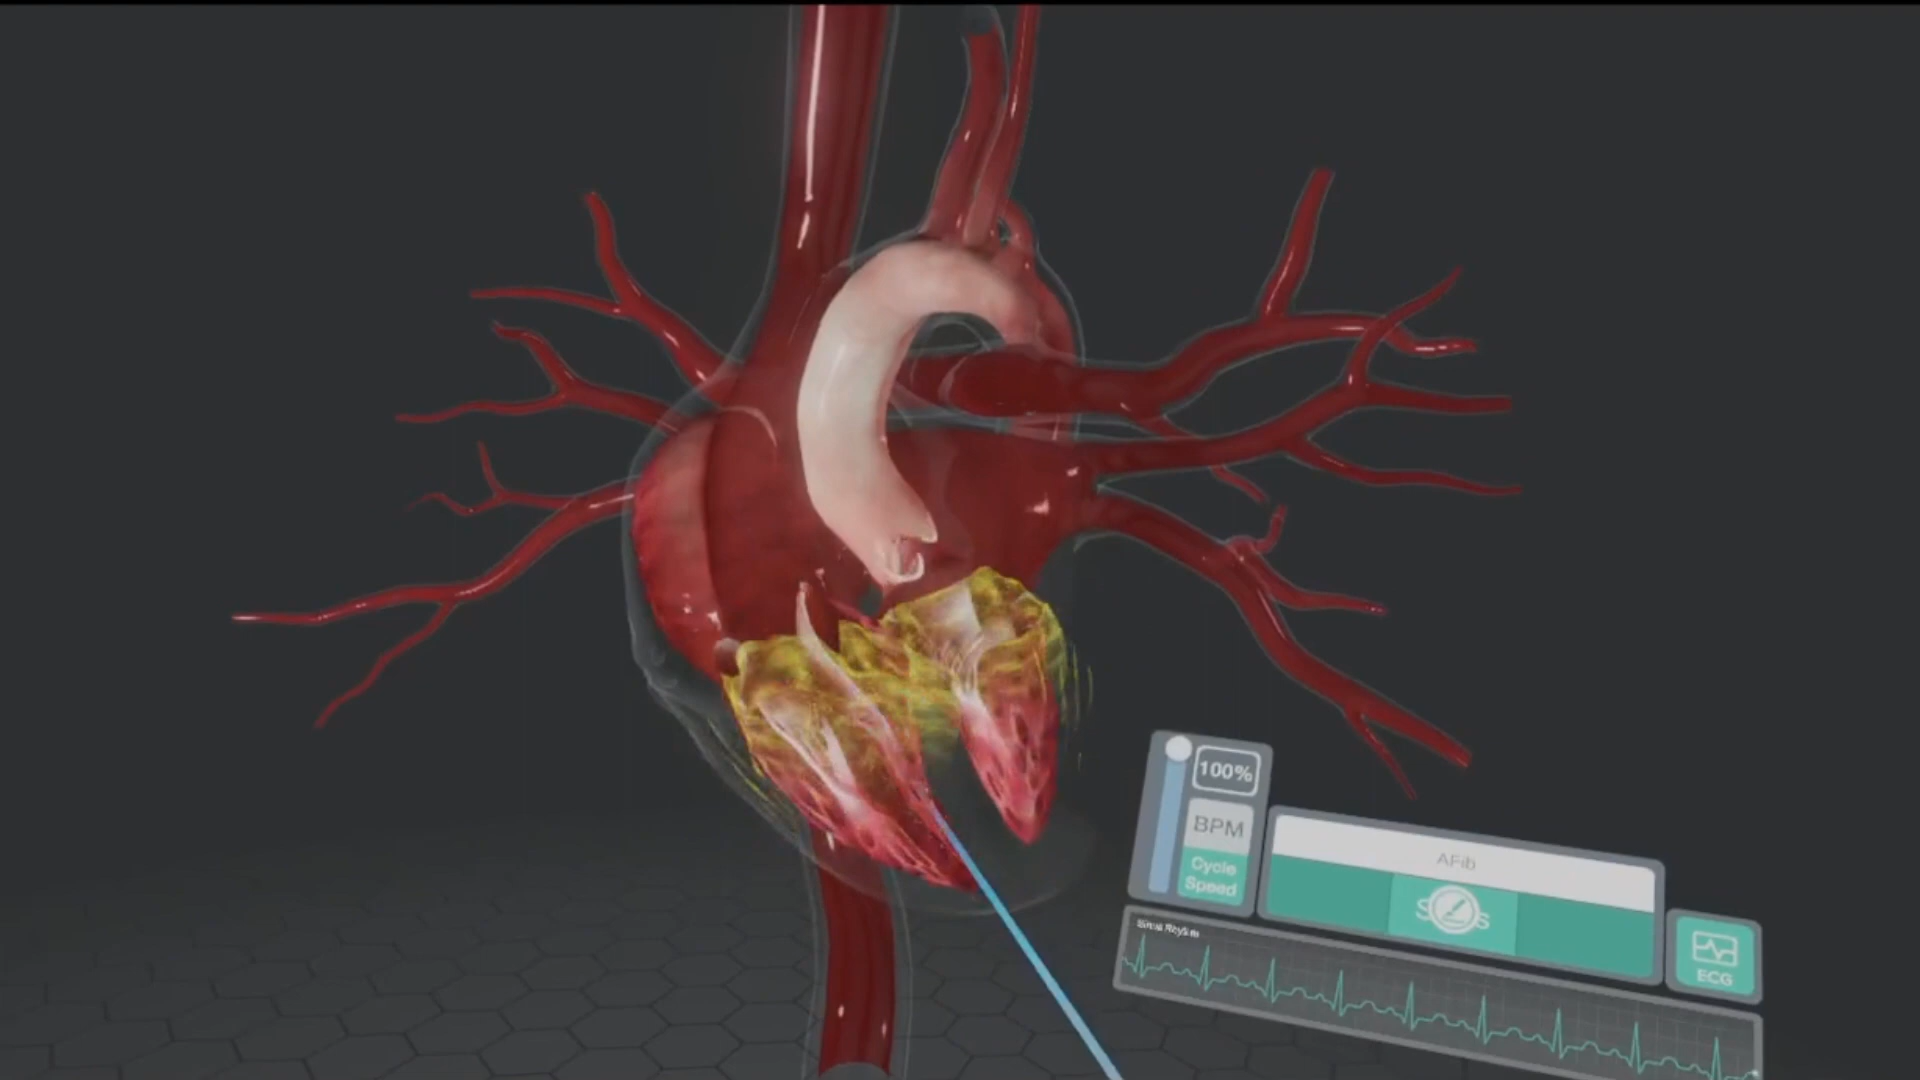 100%
BPM
Cycle
Speed
AFib
Sinus Rhythm
ECG